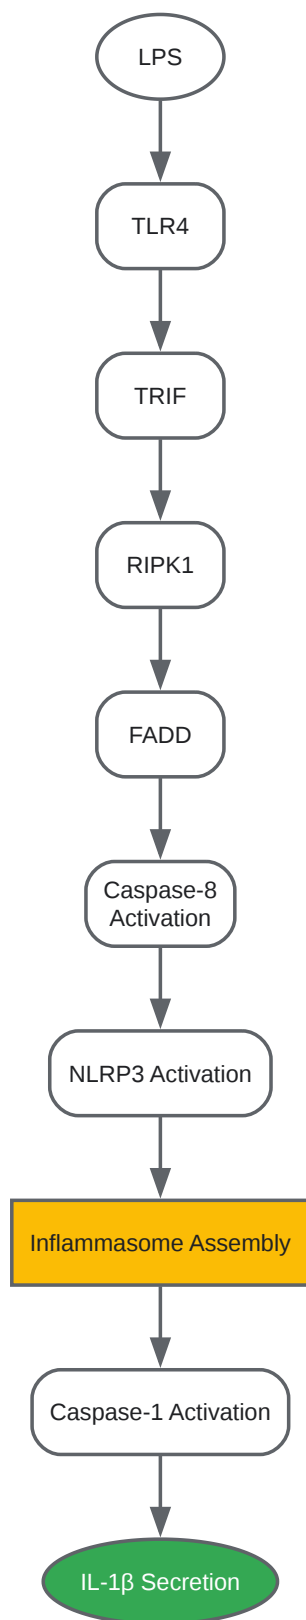 LPS
TLR4
TRIF
RIPK1
FADD
Caspase-8
Activation
NLRP3 Activation
Inflammasome Assembly
Caspase-1 Activation
IL-1β Secretion